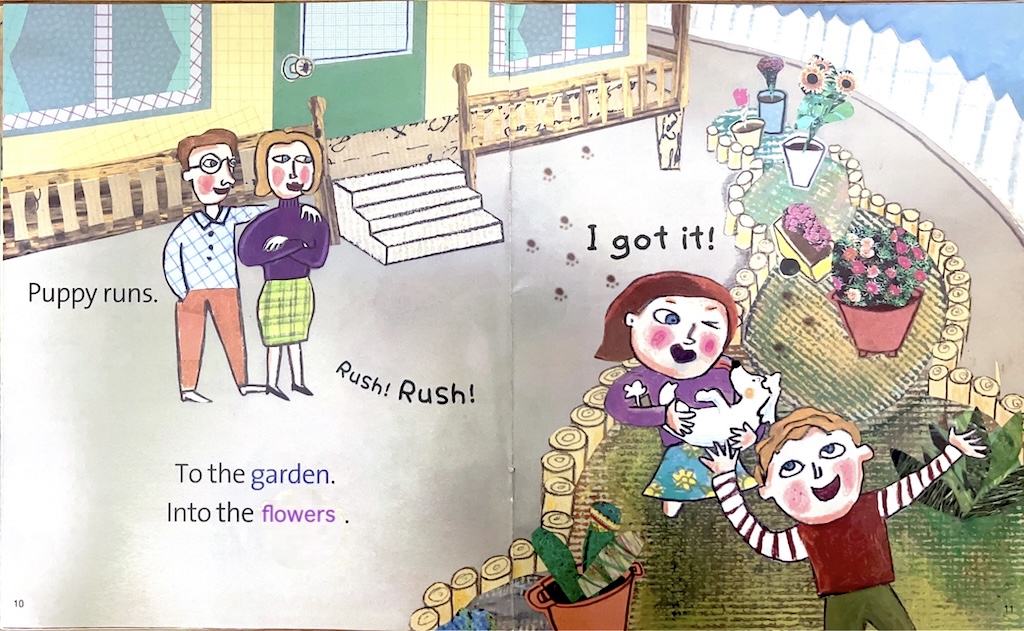 Puppy runs.
Rush! Rush!
To the garden.
Into the flowers .
10
I got it!
11